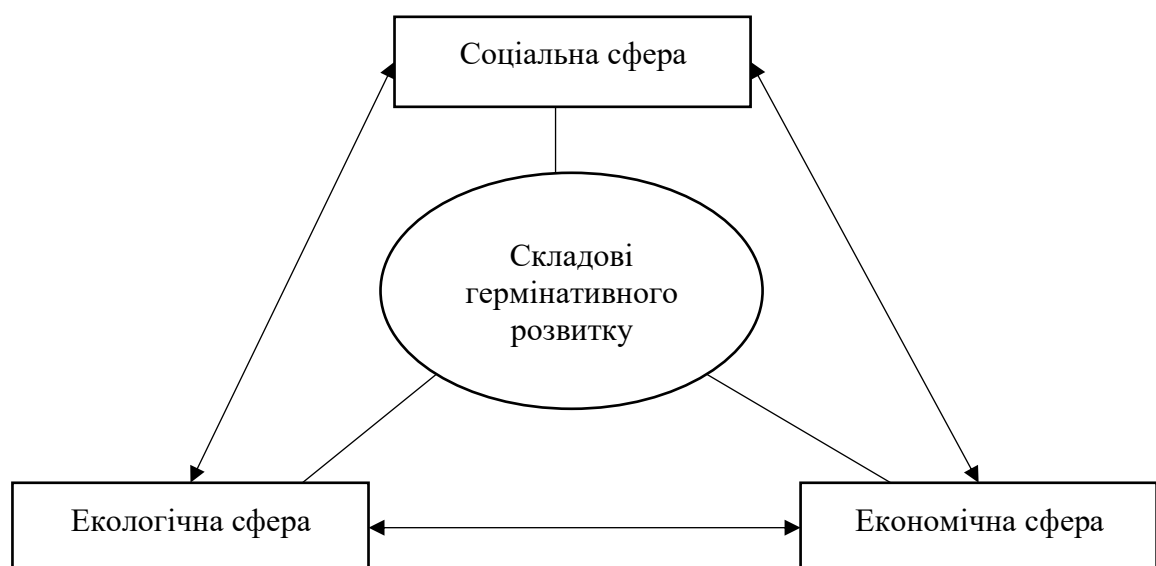 Соціальна сфера
Складові
гермінативного
розвитку
Екологічна сфера
Економічна сфера